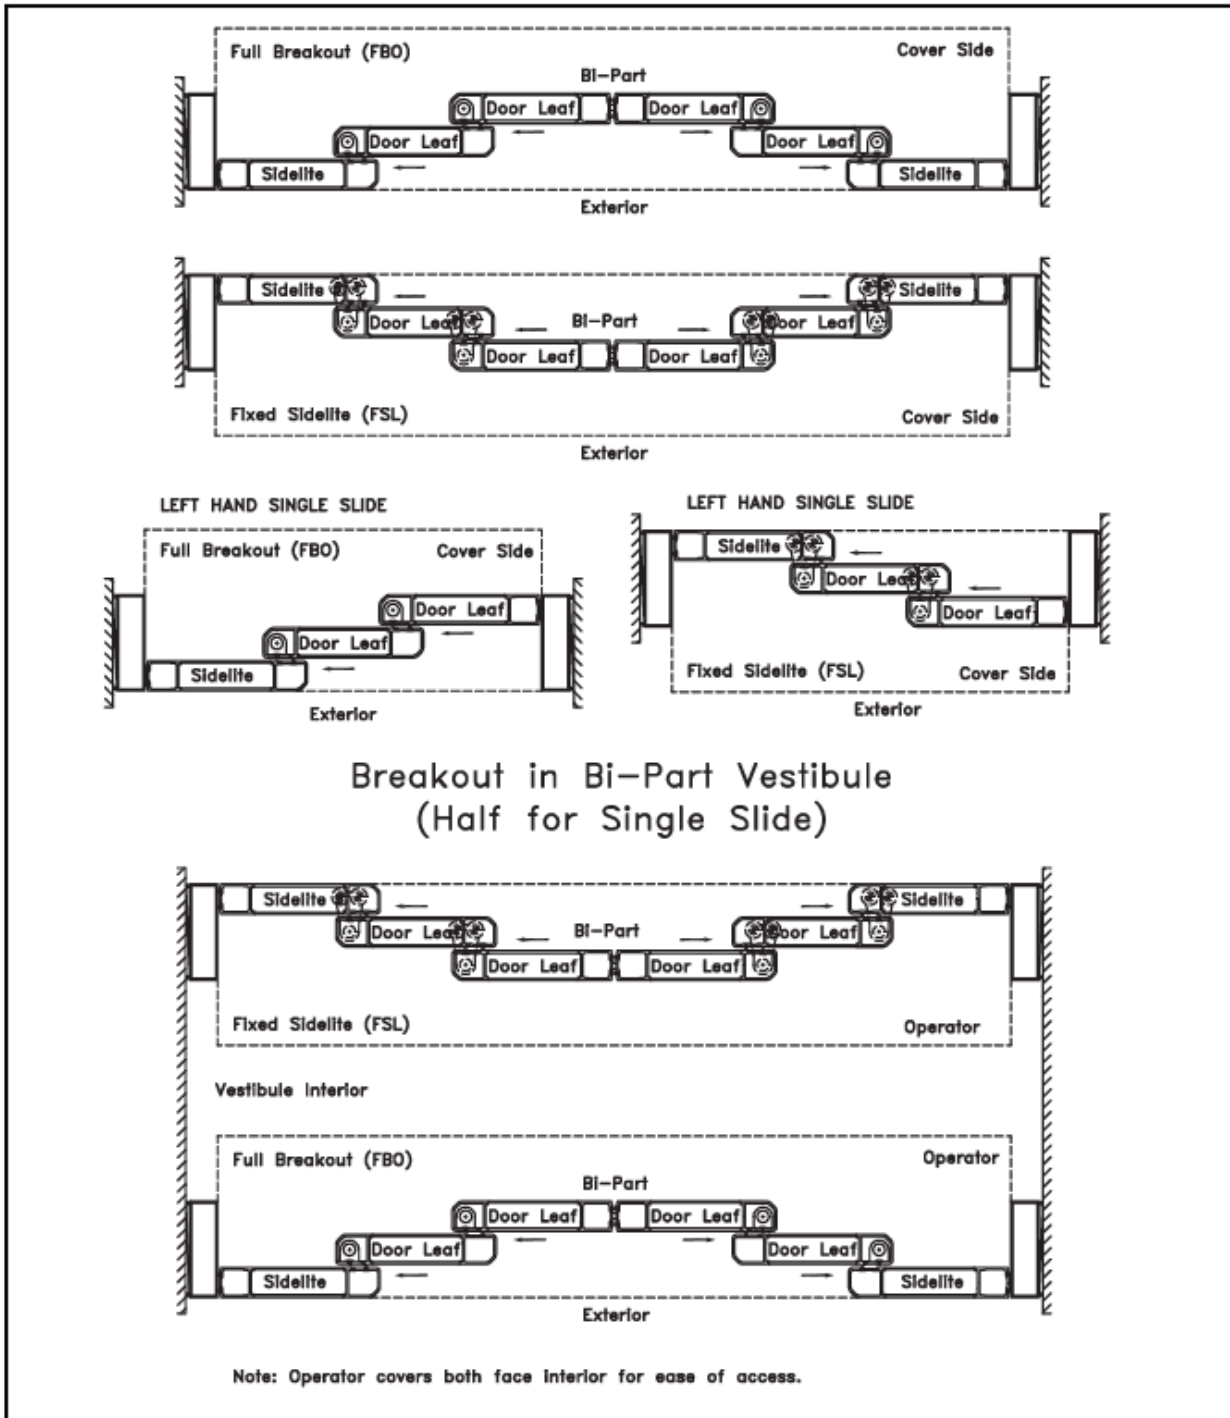 Full Breakout (FBO) Cover Side
Bi-Part
Door Leaf Door Leaf
Door Leaf Door Leaf
Sidelite Sidelite
Exterior
Sidelite Sidelite
Door Leaf Bi-Part Door Leaf
Door Leaf Door Leaf
Fixed Sidelite (FSL) Cover Side
Exterior
LEFT HAND SINGLE SLIDE
Full Breakout (FBO) Cover Side
Door Leaf
Door Leaf
Sidelite
Exterior
LEFT HAND SINGLE SLIDE
Sidelite
Door Leaf
Door Leaf
Fixed Sidelite (FSL) Cover Side
Exterior
Breakout in Bi-Part Vestibule
(Half for Single Slide)
Sidelite Sidelite
Door Leaf Bi-Part Door Leaf
Door Leaf Door Leaf
Fixed Sidelite (FSL) Operator
Vestibule Interior
Full Breakout (FBO) Operator
Bi-Part
Door Leaf Door Leaf
Door Leaf Door Leaf
Sidelite Sidelite
Exterior
Note: Operator covers both face interior for ease of access.